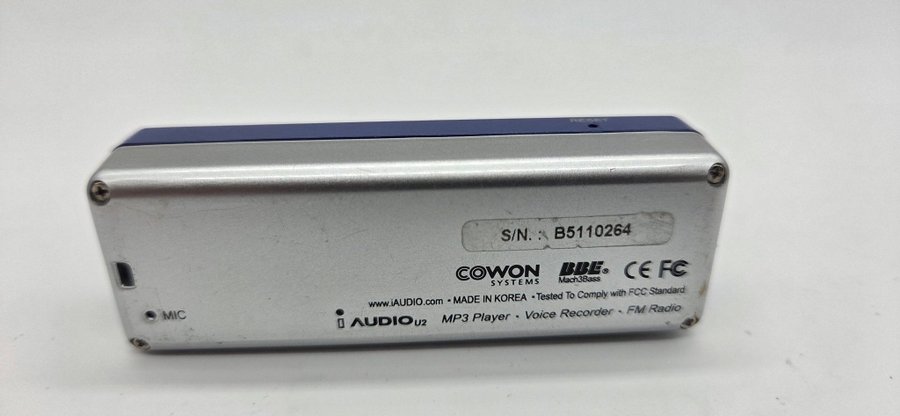 RESET
S/N. : B5110264
COWON SYSTEMS BBE® Mach3Bass CE FC
www.iAUDIO.com • MADE IN KOREA • Tested To Comply with FCC Standard
MIC
iAUDIO U2 MP3 Player • Voice Recorder • FM Radio